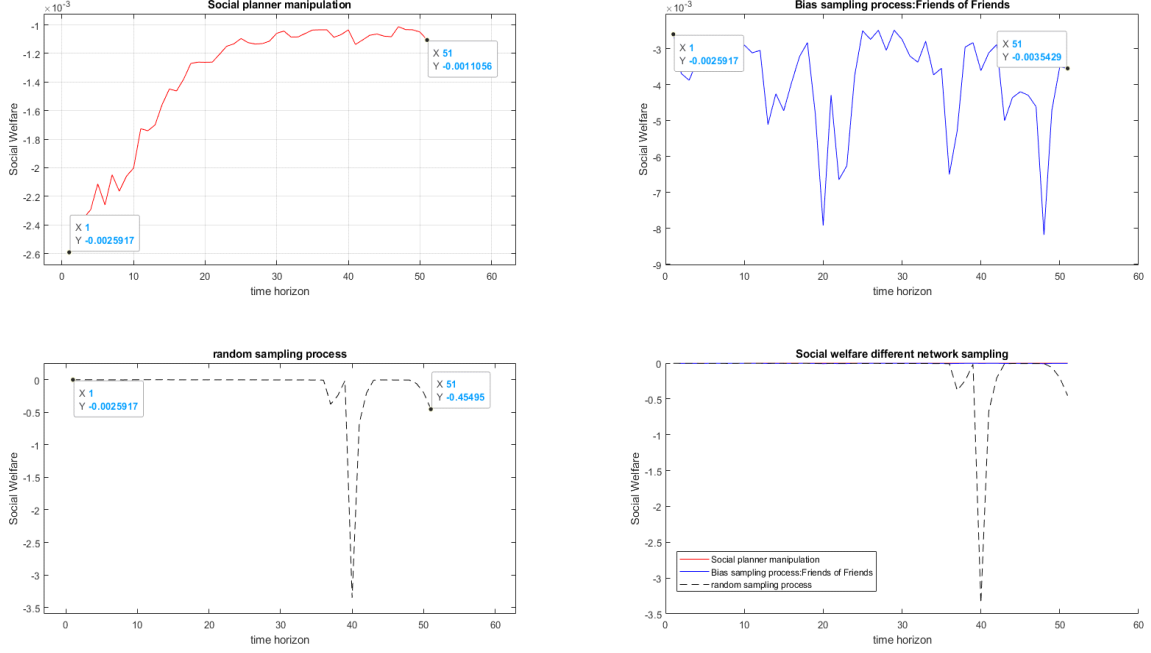 ×10⁻³
Social planner manipulation
-1
-1.2
-1.4
-1.6
-1.8
-2
-2.2
-2.4
-2.6
Social Welfare
X 51
Y -0.0011056
X 1
Y -0.0025917
0 10 20 30 40 50 60
time horizon
×10⁻³
Bias sampling process:Friends of Friends
-3
-4
-5
-6
-7
-8
-9
Social Welfare
X 1
Y -0.0025917
X 51
Y -0.0035429
0 10 20 30 40 50 60
time horizon
random sampling process
0
-0.5
-1
-1.5
-2
-2.5
-3
-3.5
Social Welfare
X 1
Y -0.0025917
X 51
Y -0.45495
0 10 20 30 40 50 60
time horizon
Social welfare different network sampling
0
-0.5
-1
-1.5
-2
-2.5
-3
-3.5
Social Welfare
Social planner manipulation
Bias sampling process:Friends of Friends
random sampling process
0 10 20 30 40 50 60
time horizon